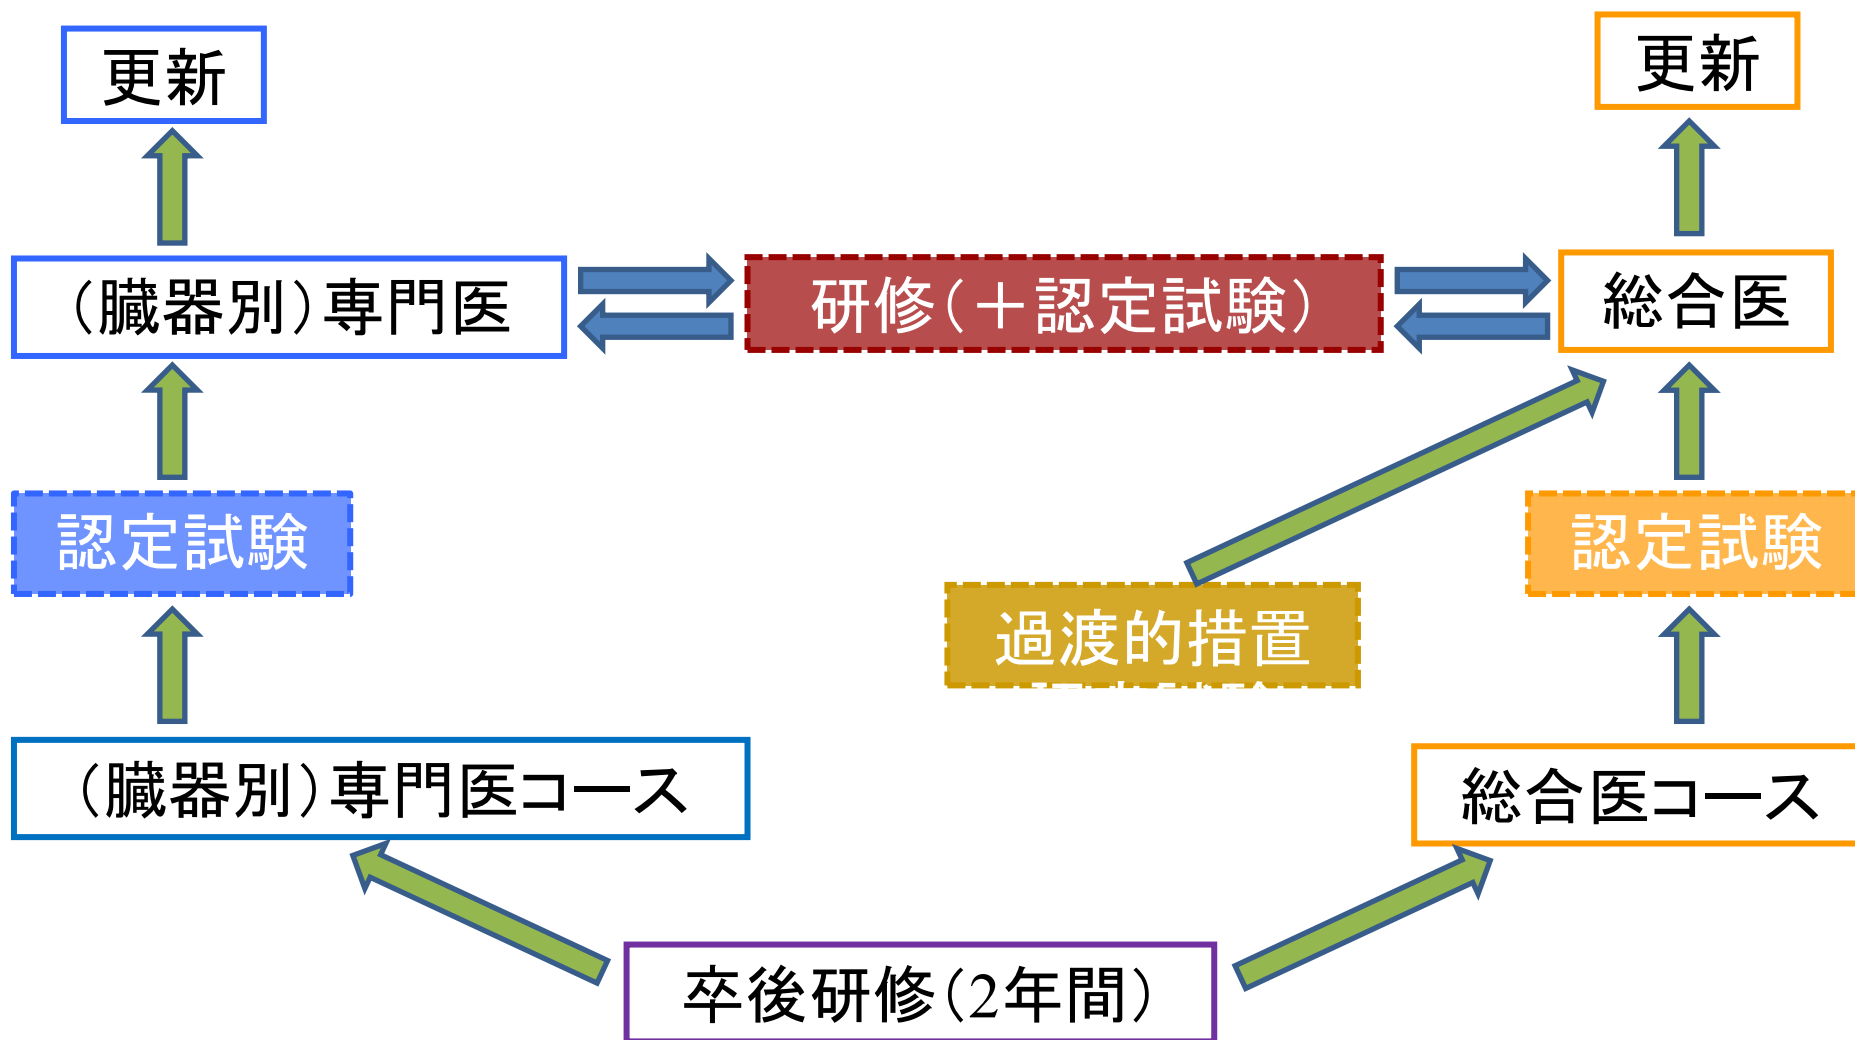 更新
更新
（臓器別）専門医
研修（＋認定試験）
総合医
認定試験
認定試験
過渡的措置
（臓器別）専門医コース
総合医コース
卒後研修（2年間）